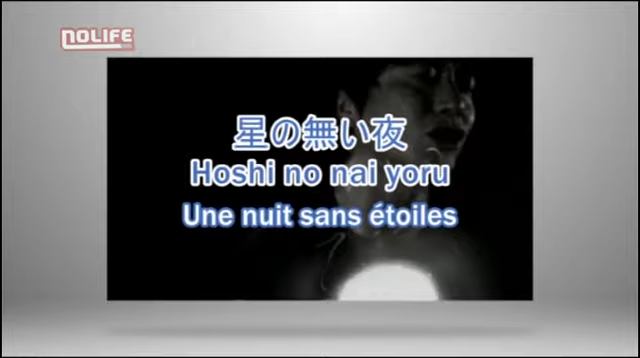 NOLIFE
星の無い夜
Hoshi no nai yoru
Une nuit sans étoiles